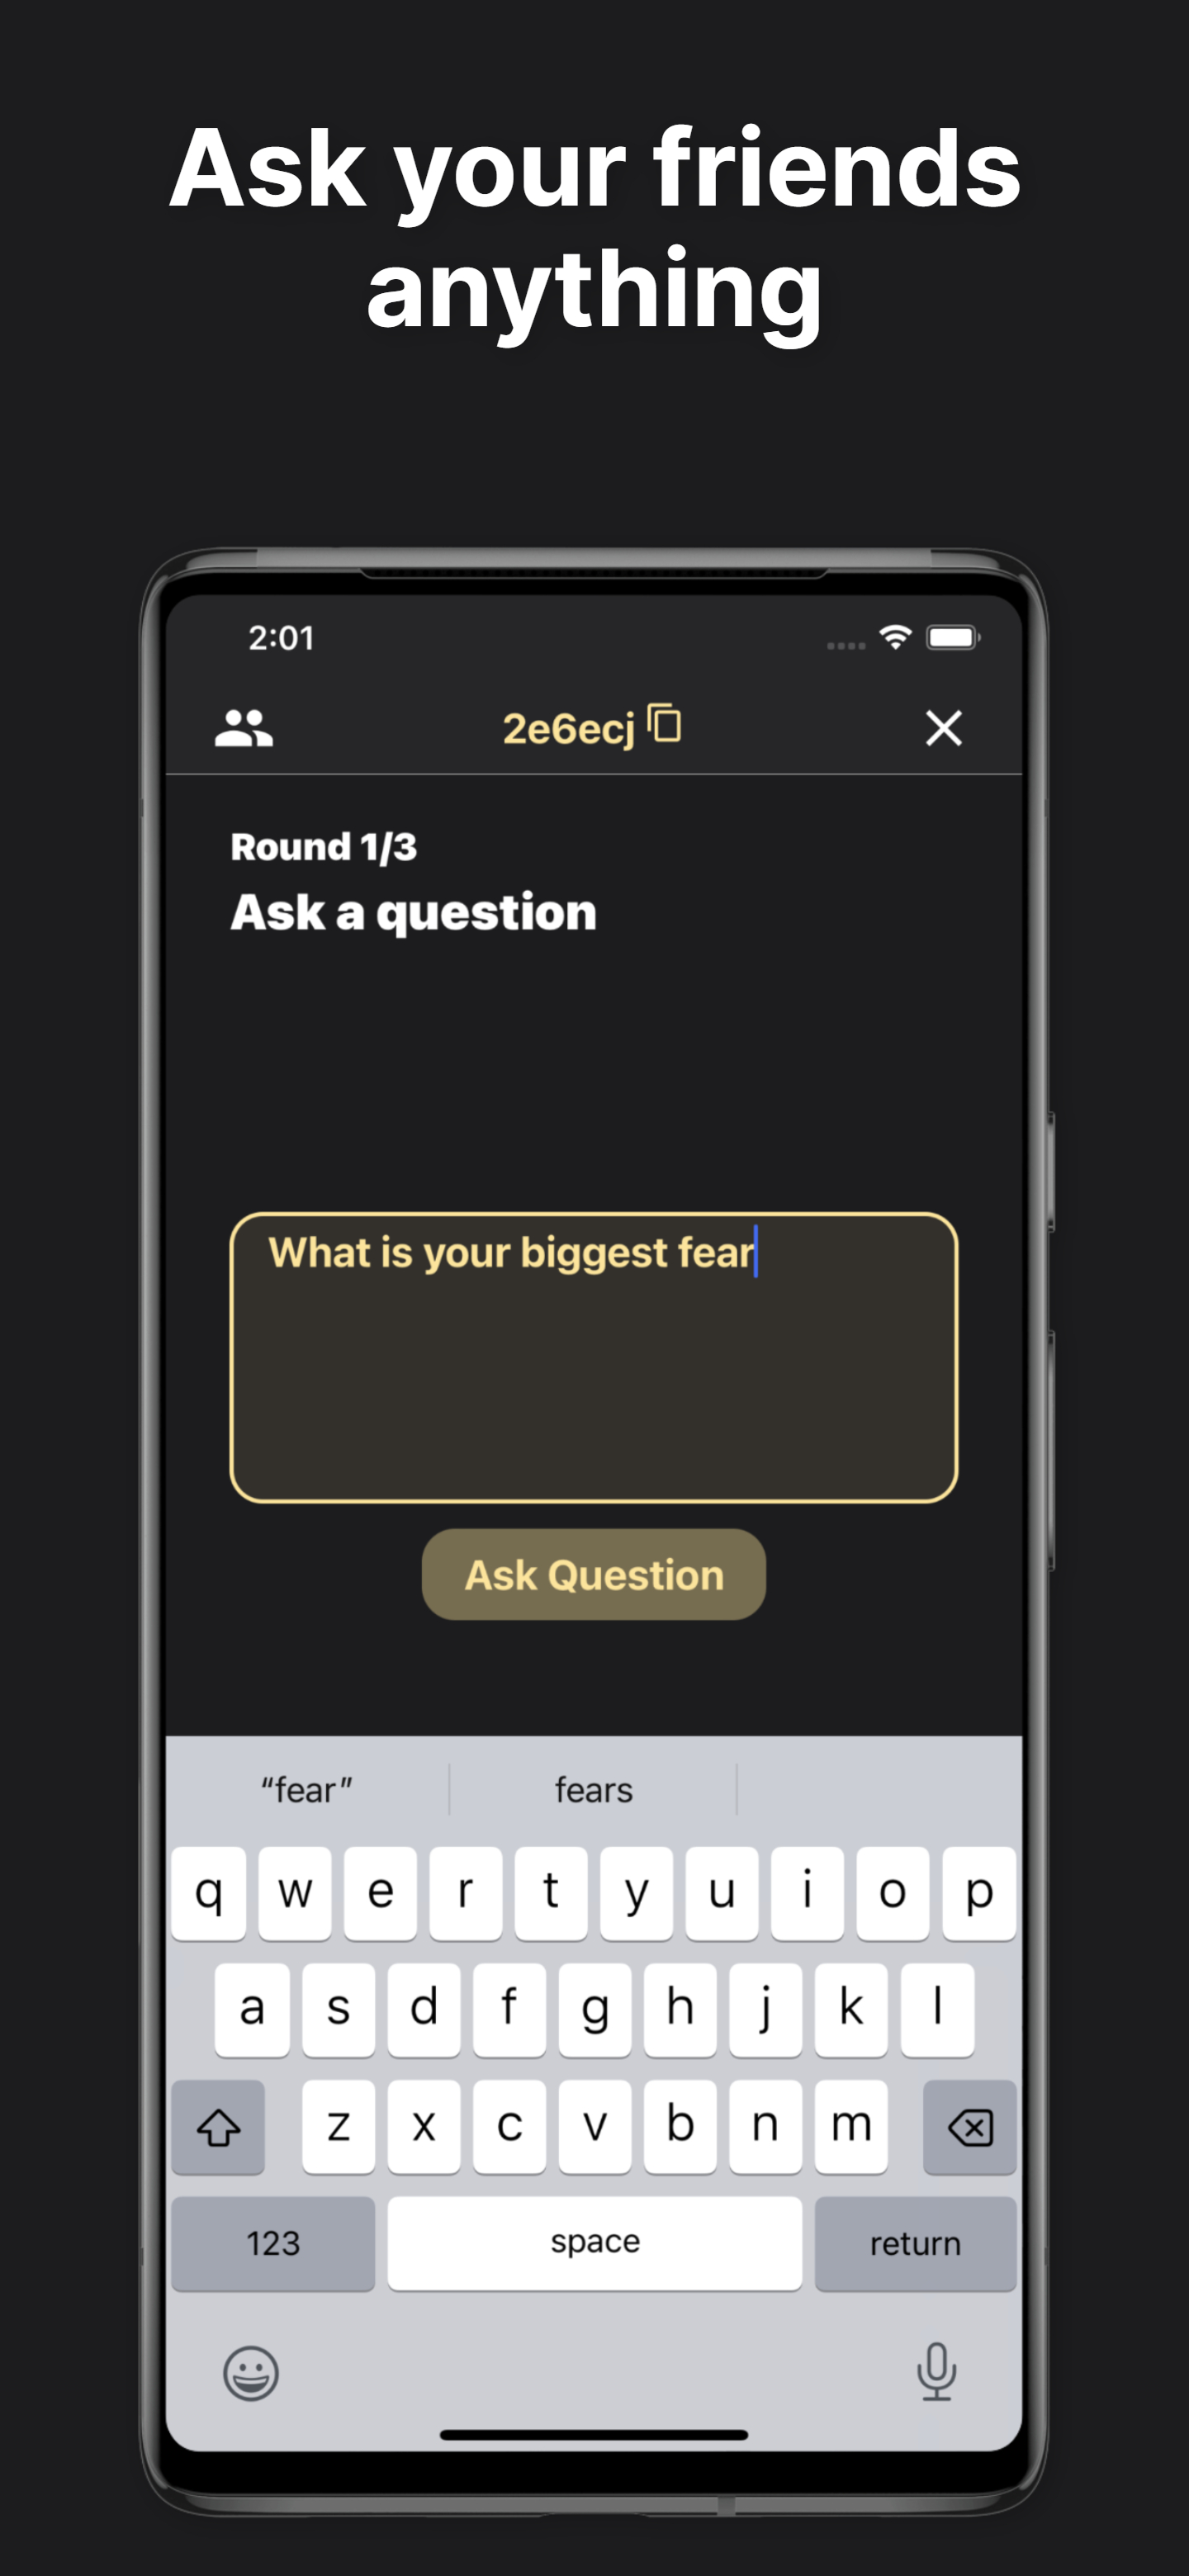 Ask your friends
anything
2:01
2e6ecj
Round 1/3
Ask a question
What is your biggest fear
Ask Question
“fear” fears
q w e r t y u i o p
a s d f g h j k l
z x c v b n m
123 space return